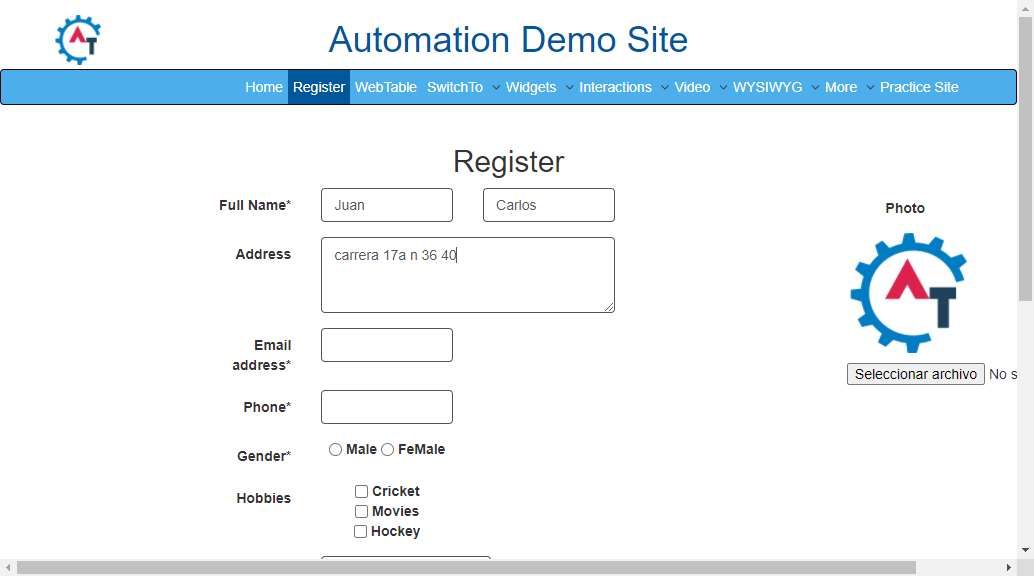 AT
Automation Demo Site
Home Register WebTable SwitchTo Widgets Interactions Video WYSIWYG More Practice Site
Register
Full Name* Juan Carlos
Photo
Address carrera 17a n 36 40
AT
Email
address*
Seleccionar archivo No s
Phone*
Gender* Male FeMale
Hobbies Cricket
Movies
Hockey